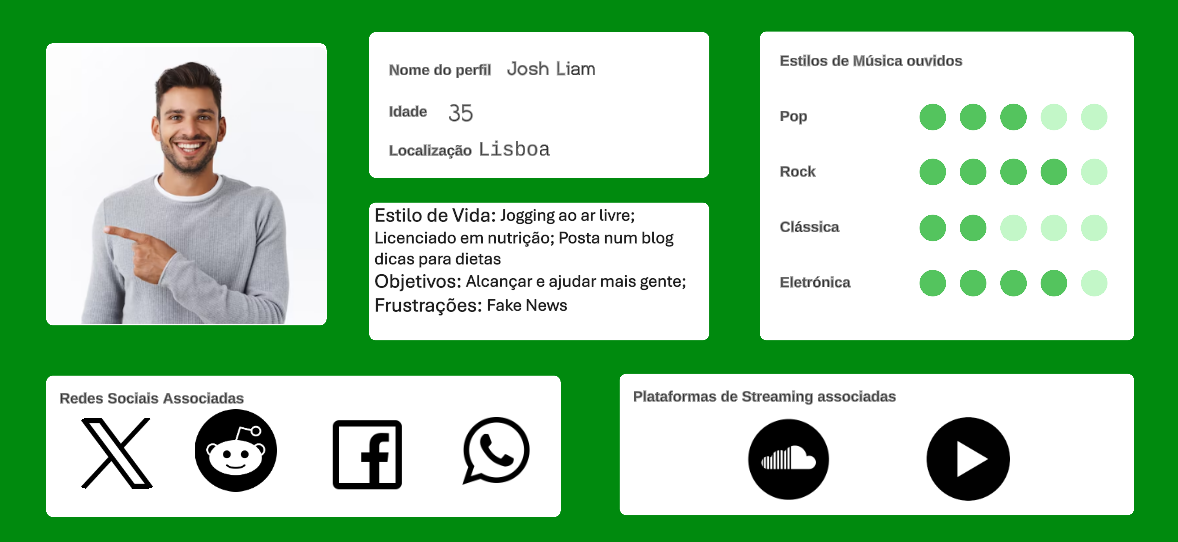 Nome do perfil Josh Liam
Idade 35
Localização Lisboa
Estilo de Vida: Jogging ao ar livre;
Licenciado em nutrição; Posta num blog
dicas para dietas
Objetivos: Alcançar e ajudar mais gente;
Frustrações: Fake News
Estilos de Música ouvidos
Pop
Rock
Clássica
Eletrónica
Redes Sociais Associadas
Plataformas de Streaming associadas